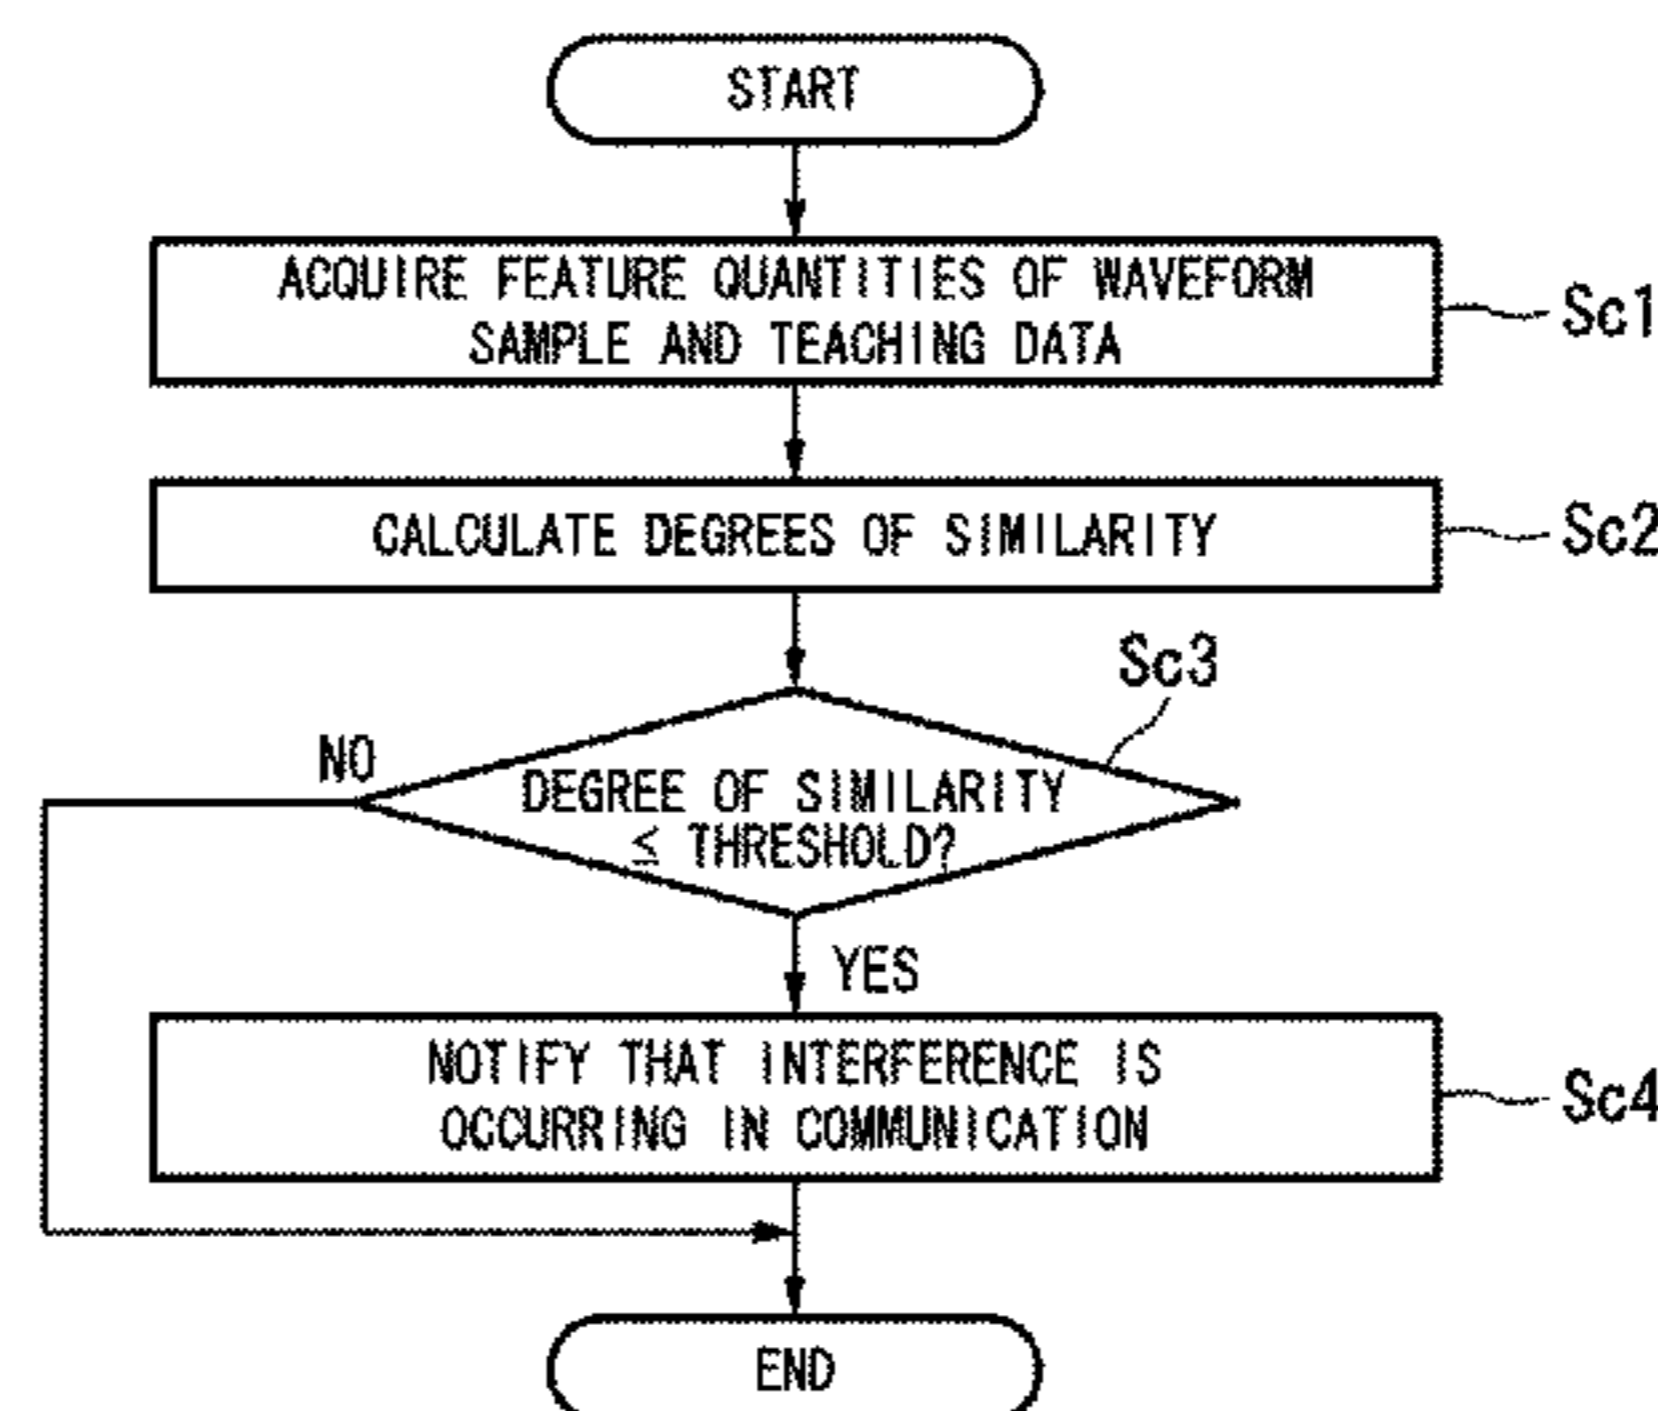 START
ACQUIRE FEATURE QUANTITIES OF WAVEFORM
SAMPLE AND TEACHING DATA
Sc1
CALCULATE DEGREES OF SIMILARITY
Sc2
Sc3
NO
DEGREE OF SIMILARITY
≦ THRESHOLD?
YES
NOTIFY THAT INTERFERENCE IS
OCCURRING IN COMMUNICATION
Sc4
END